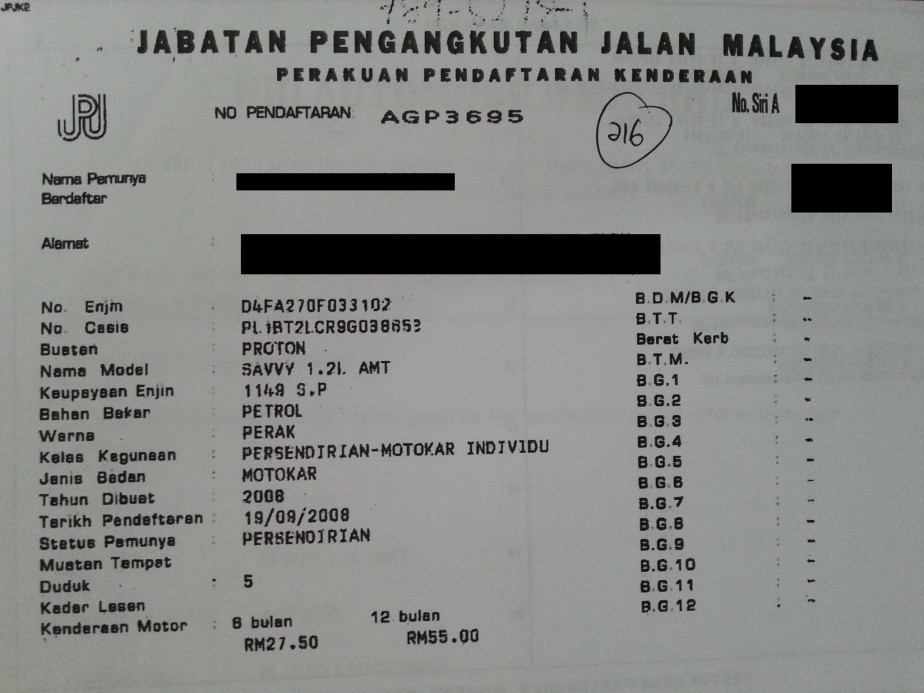 JPJK2
JABATAN PENGANGKUTAN JALAN MALAYSIA
PERAKUAN PENDAFTARAN KENDERAAN
JPJ
NO PENDAFTARAN: AGP3695
216
No. Siri A
Nama Pemunya :
Berdaftar
Alamat :
No. Enjin : D4FA270F033102
No. Casis : PL1BT2LCR9G038653
Buatan : PROTON
Nama Model : SAVVY 1.2L AMT
Keupayaan Enjin : 1149 S.P
Bahan Bakar : PETROL
Warna : PERAK
Kelas Kegunaan : PERSENDIRIAN-MOTOKAR INDIVIDU
Jenis Badan : MOTOKAR
Tahun Dibuat : 2008
Tarikh Pendaftaran : 19/09/2008
Status Pemunya : PERSENDIRIAN
Muatan Tempat
Duduk : 5
Kadar Lesen
Kenderaan Motor : 6 bulan 12 bulan
RM27.50 RM55.00
B.D.M/B.G.K : -
B.T.T. : -
Berat Kerb : -
B.T.M. : -
B.G.1 : -
B.G.2 : -
B.G.3 : -
B.G.4 : -
B.G.5 : -
B.G.6 : -
B.G.7 : -
B.G.8 : -
B.G.9 : -
B.G.10 : -
B.G.11 : -
B.G.12 : -